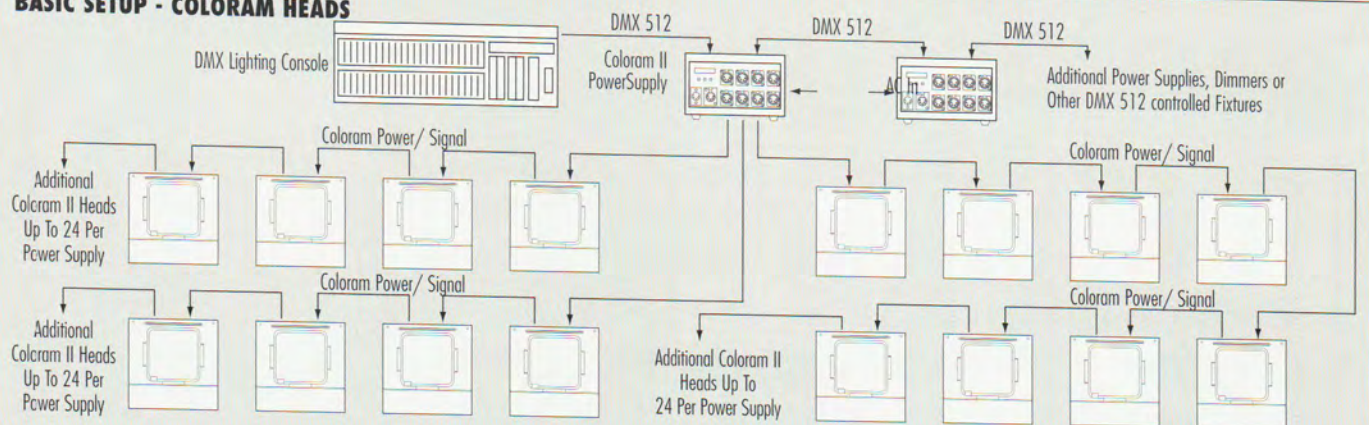 BASIC SETUP - COLORAM HEADS
DMX 512
DMX 512
DMX 512
DMX Lighting Console
Coloram II
PowerSupply
AC In
Additional Power Supplies, Dimmers or
Other DMX 512 controlled Fixtures
Coloram Power/ Signal
Coloram Power/ Signal
Additional
Colcram II Heads
Up To 24 Per
Pcwer Supply
Coloram Power/ Signal
Coloram Power/ Signal
Additional
Colcram II Heads
Up To 24 Per
Pcwer Supply
Additional Coloram II
Heads Up To
24 Per Power Supply